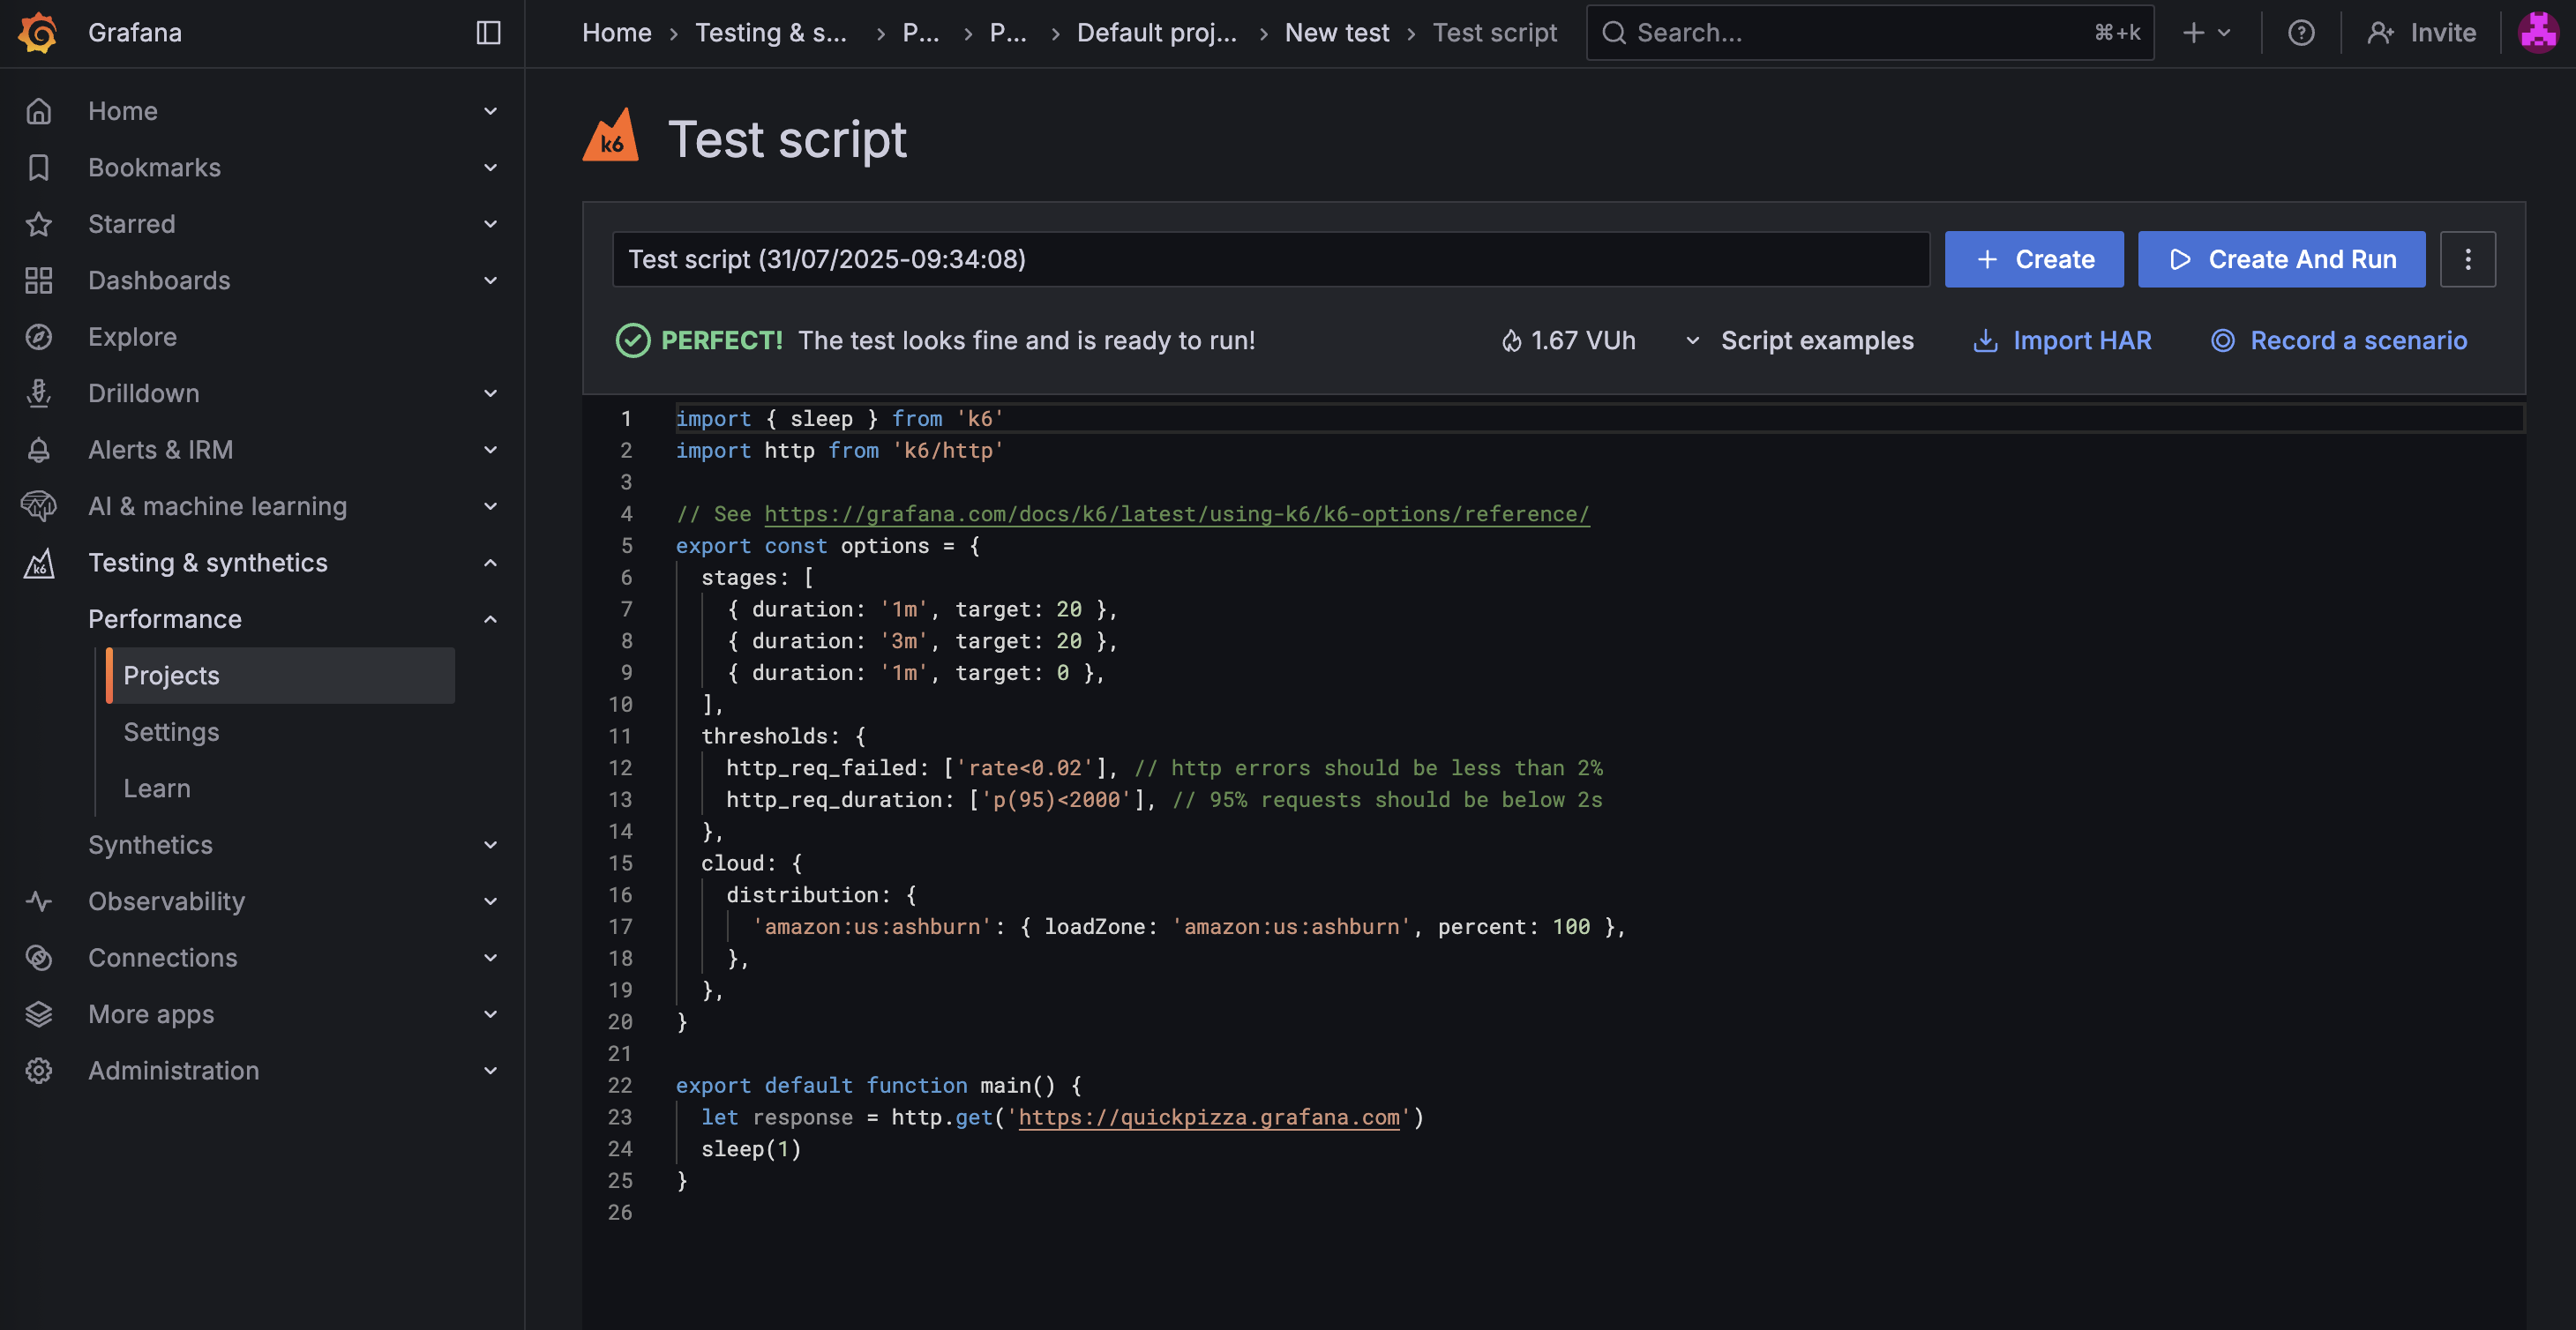 Grafana
Home › Testing & s... › P... › P... › Default proj... › New test › Test script
Search...
⌘+k
Invite
Home
Bookmarks
Starred
Dashboards
Explore
Drilldown
Alerts & IRM
AI & machine learning
Testing & synthetics
Performance
Projects
Settings
Learn
Synthetics
Observability
Connections
More apps
Administration
k6
Test script
Test script (31/07/2025-09:34:08)
Create
Create And Run
PERFECT! The test looks fine and is ready to run!
1.67 VUh
Script examples
Import HAR
Record a scenario
1 import { sleep } from 'k6'
2 import http from 'k6/http'
3
4 // See https://grafana.com/docs/k6/latest/using-k6/k6-options/reference/
5 export const options = {
6   stages: [
7     { duration: '1m', target: 20 },
8     { duration: '3m', target: 20 },
9     { duration: '1m', target: 0 },
10   ],
11   thresholds: {
12     http_req_failed: ['rate<0.02'], // http errors should be less than 2%
13     http_req_duration: ['p(95)<2000'], // 95% requests should be below 2s
14   },
15   cloud: {
16     distribution: {
17       'amazon:us:ashburn': { loadZone: 'amazon:us:ashburn', percent: 100 },
18     },
19   },
20 }
21
22 export default function main() {
23   let response = http.get('https://quickpizza.grafana.com')
24   sleep(1)
25 }
26